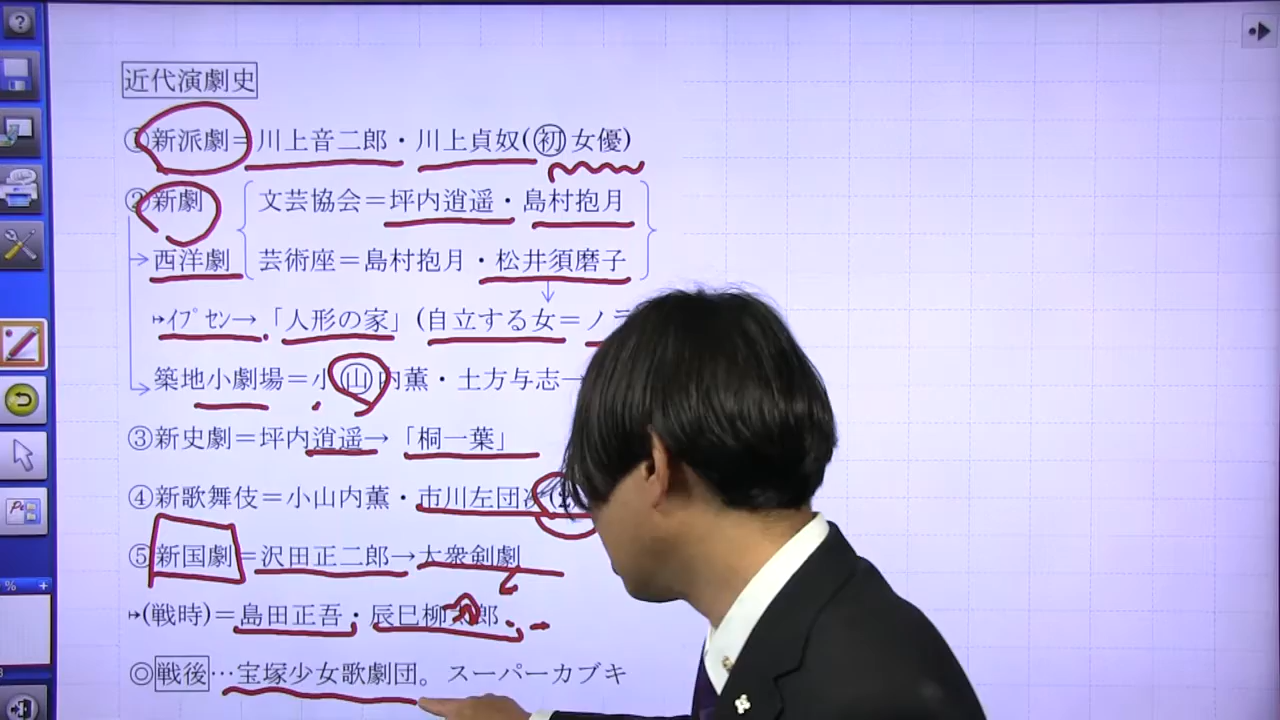 近代演劇史
①新派劇=川上音二郎・川上貞奴(初女優)
②新劇 文芸協会=坪内逍遥・島村抱月
西洋劇 芸術座=島村抱月・松井須磨子
↦ｲﾌﾟｾﾝ→「人形の家」(自立する女=ノラ
築地小劇場=小山内薫・土方与志→
③新史劇=坪内逍遥→「桐一葉」
④新歌舞伎=小山内薫・市川左団次(2
⑤新国劇=沢田正二郎→大衆剣劇
↦(戦時)=島田正吾・辰巳柳太郎
◎戦後…宝塚少女歌劇団。スーパーカブキ